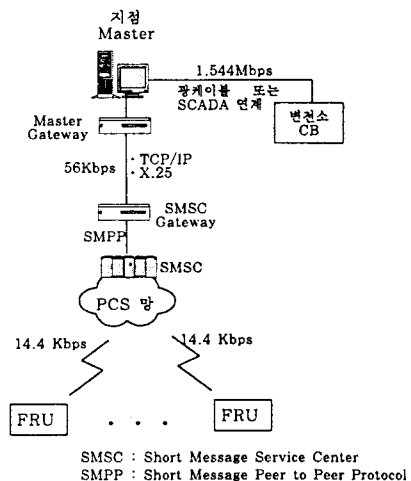 지점
Master
1.544Mbps
광케이블 또는
SCADA 연계
변전소
CB
Master
Gateway
56Kbps
· TCP/IP
· X.25
SMSC
Gateway
SMPP
SMSC
PCS 망
14.4 Kbps
14.4 Kbps
FRU
. . .
FRU
SMSC : Short Message Service Center
SMPP : Short Message Peer to Peer Protocol